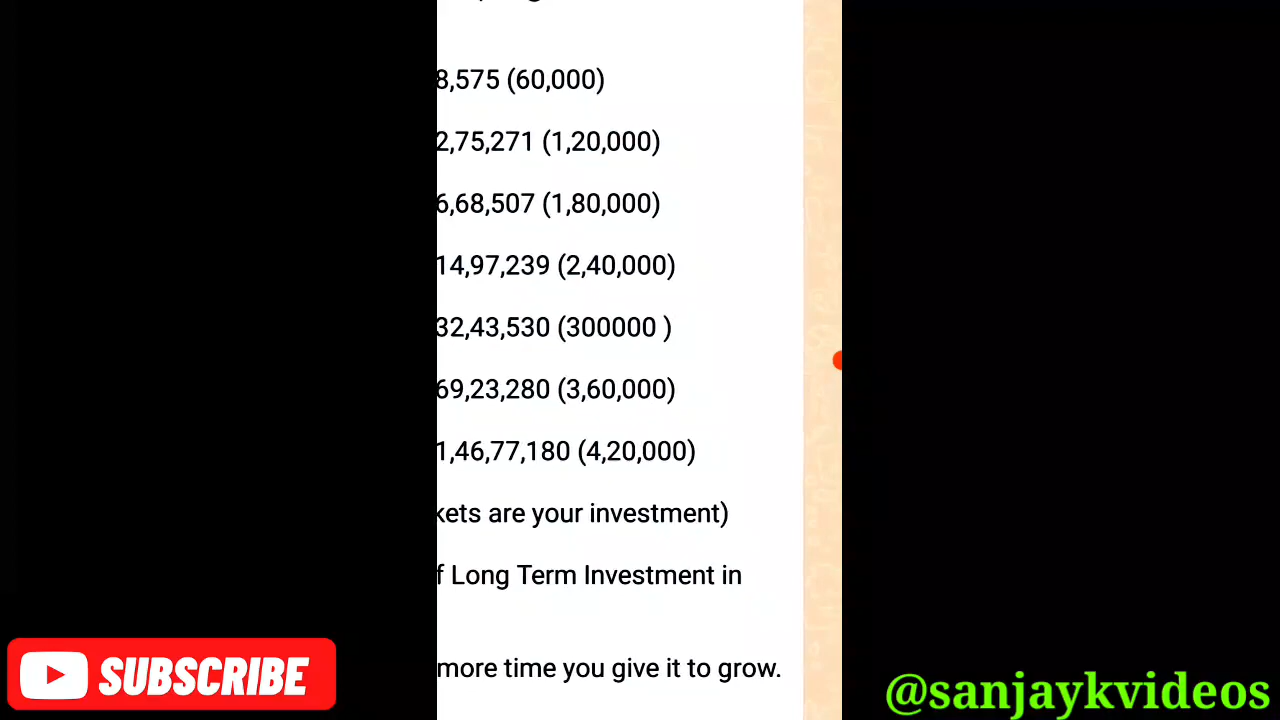 8,575 (60,000)
2,75,271 (1,20,000)
6,68,507 (1,80,000)
14,97,239 (2,40,000)
32,43,530 (300000 )
69,23,280 (3,60,000)
1,46,77,180 (4,20,000)
are your investment)
Long Term Investment in
more time you give it to grow.
SUBSCRIBE
@sanjaykvideos